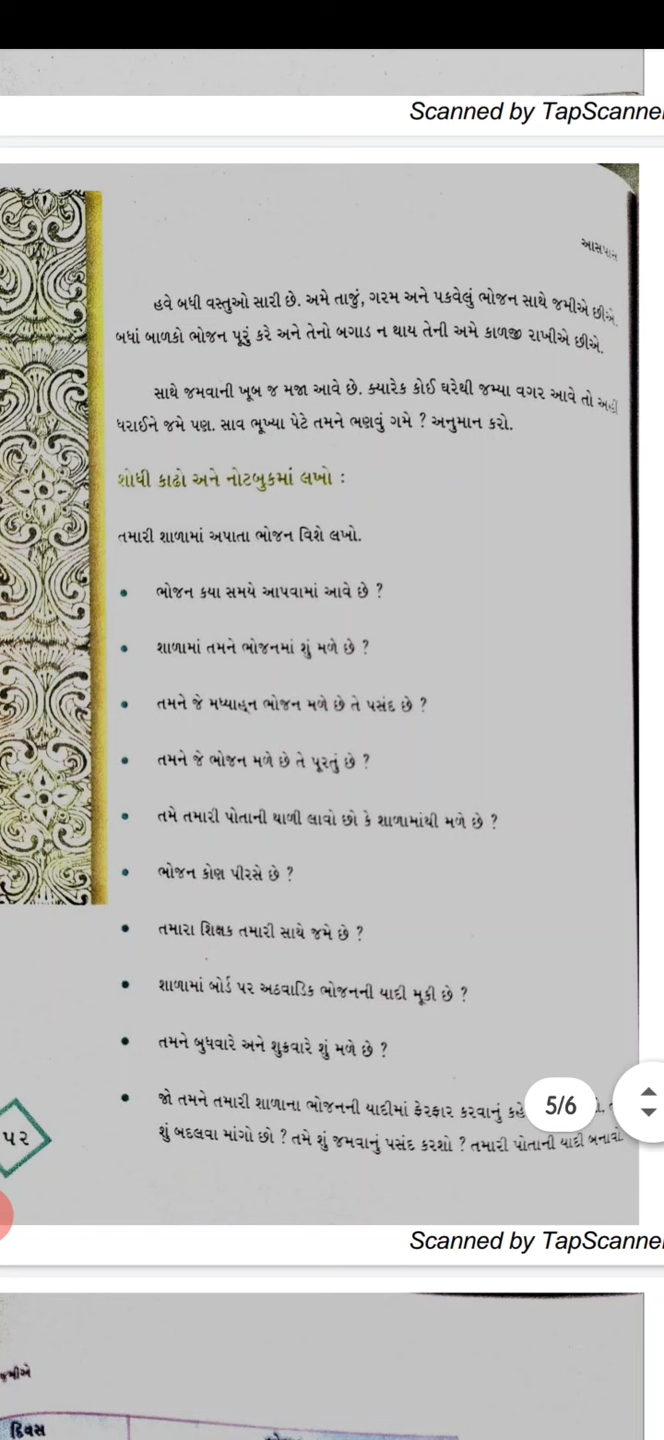 Scanned by TapScanne
આસપાસ
હવે બધી વસ્તુઓ સારી છે. અમે તાજું, ગરમ અને પકવેલું ભોજન સાથે જમીએ છીએ.
બધાં બાળકો ભોજન પૂરું કરે અને તેનો બગાડ ન થાય તેની અમે કાળજી રાખીએ છીએ.
સાથે જમવાની ખૂબ જ મજા આવે છે. ક્યારેક કોઈ ઘરેથી જમ્યા વગર આવે તો અહીં
ધરાઈને જમે પણ. સાવ ભૂખ્યા પેટે તમને ભણવું ગમે ? અનુમાન કરો.
શોધી કાઢો અને નોટબુકમાં લખો :
તમારી શાળામાં અપાતા ભોજન વિશે લખો.
• ભોજન કયા સમયે આપવામાં આવે છે ?
• શાળામાં તમને ભોજનમાં શું મળે છે ?
• તમને જે મધ્યાહ્ન ભોજન મળે છે તે પસંદ છે ?
• તમને જે ભોજન મળે છે તે પૂરતું છે ?
• તમે તમારી પોતાની થાળી લાવો છો કે શાળામાંથી મળે છે ?
• ભોજન કોણ પીરસે છે ?
• તમારા શિક્ષક તમારી સાથે જમે છે ?
• શાળામાં બોર્ડ પર અઠવાડિક ભોજનની યાદી મૂકી છે ?
• તમને બુધવારે અને શુક્રવારે શું મળે છે ?
• જો તમને તમારી શાળાના ભોજનની યાદીમાં ફેરફાર કરવાનું કહે
5/6
શું બદલવા માંગો છો ? તમે શું જમવાનું પસંદ કરશો ? તમારી પોતાની યાદી બનાવો
૫૨
Scanned by TapScanne
જમીએ
દિવસ